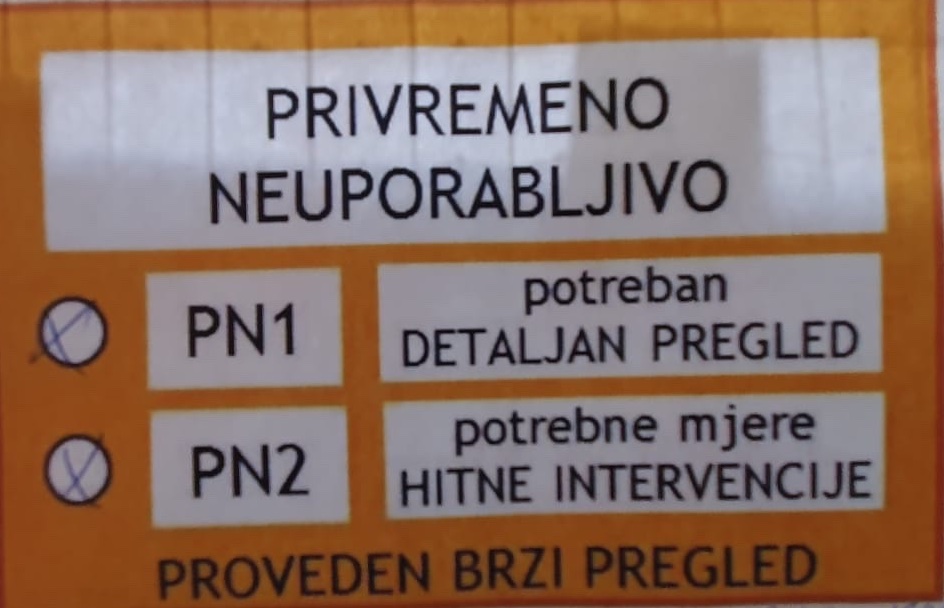 PRIVREMENO
NEUPORABLJIVO
PN1
potreban
DETALJAN PREGLED
PN2
potrebne mjere
HITNE INTERVENCIJE
PROVEDEN BRZI PREGLED